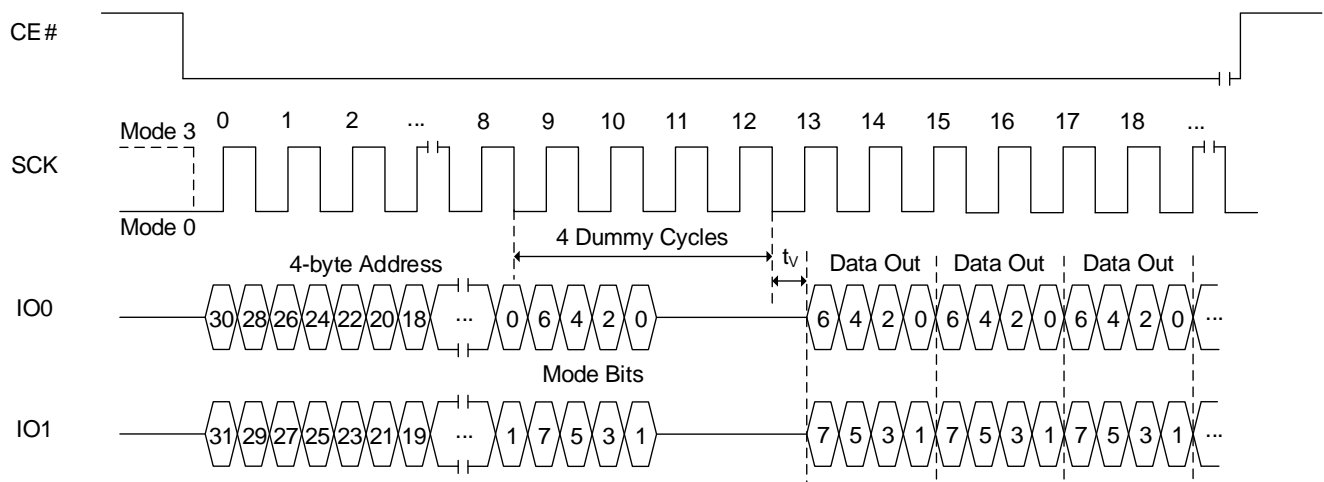 CE#
0 1 2 ... 8 9 10 11 12 13 14 15 16 17 18 ...
Mode 3
SCK
Mode 0
4 Dummy Cycles
4-byte Address
tV
Data Out Data Out Data Out
IO0
30 28 26 24 22 20 18 ... 0 6 4 2 0 6 4 2 0 6 4 2 0 6 4 2 0 ...
Mode Bits
IO1
31 29 27 25 23 21 19 ... 1 7 5 3 1 7 5 3 1 7 5 3 1 7 5 3 1 ...